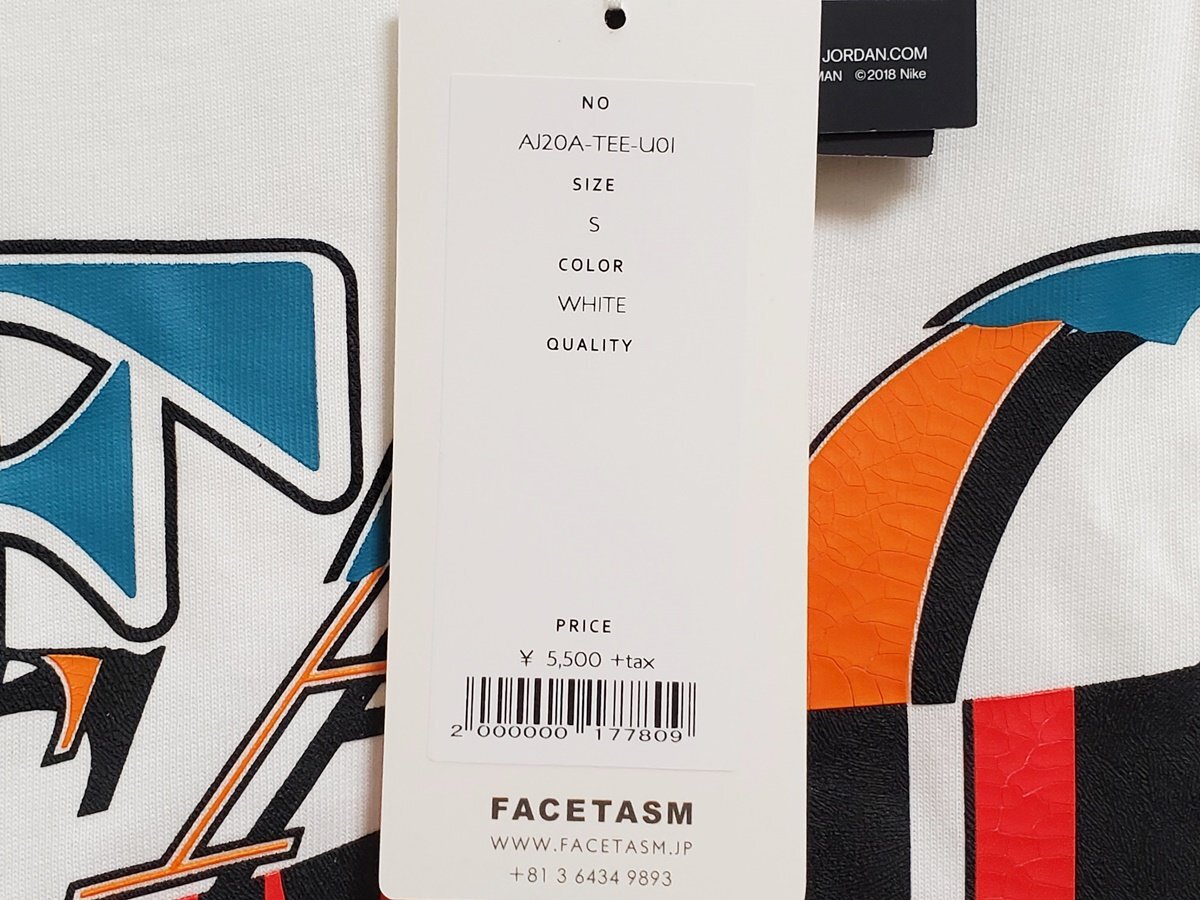 JORDAN.COM
©2018 Nike
NO
AJ20A-TEE-U01
SIZE
S
COLOR
WHITE
QUALITY
PRICE
¥ 5,500 +tax
2 000000 177809
FACETASM
WWW.FACETASM.JP
+81 3 6434 9893